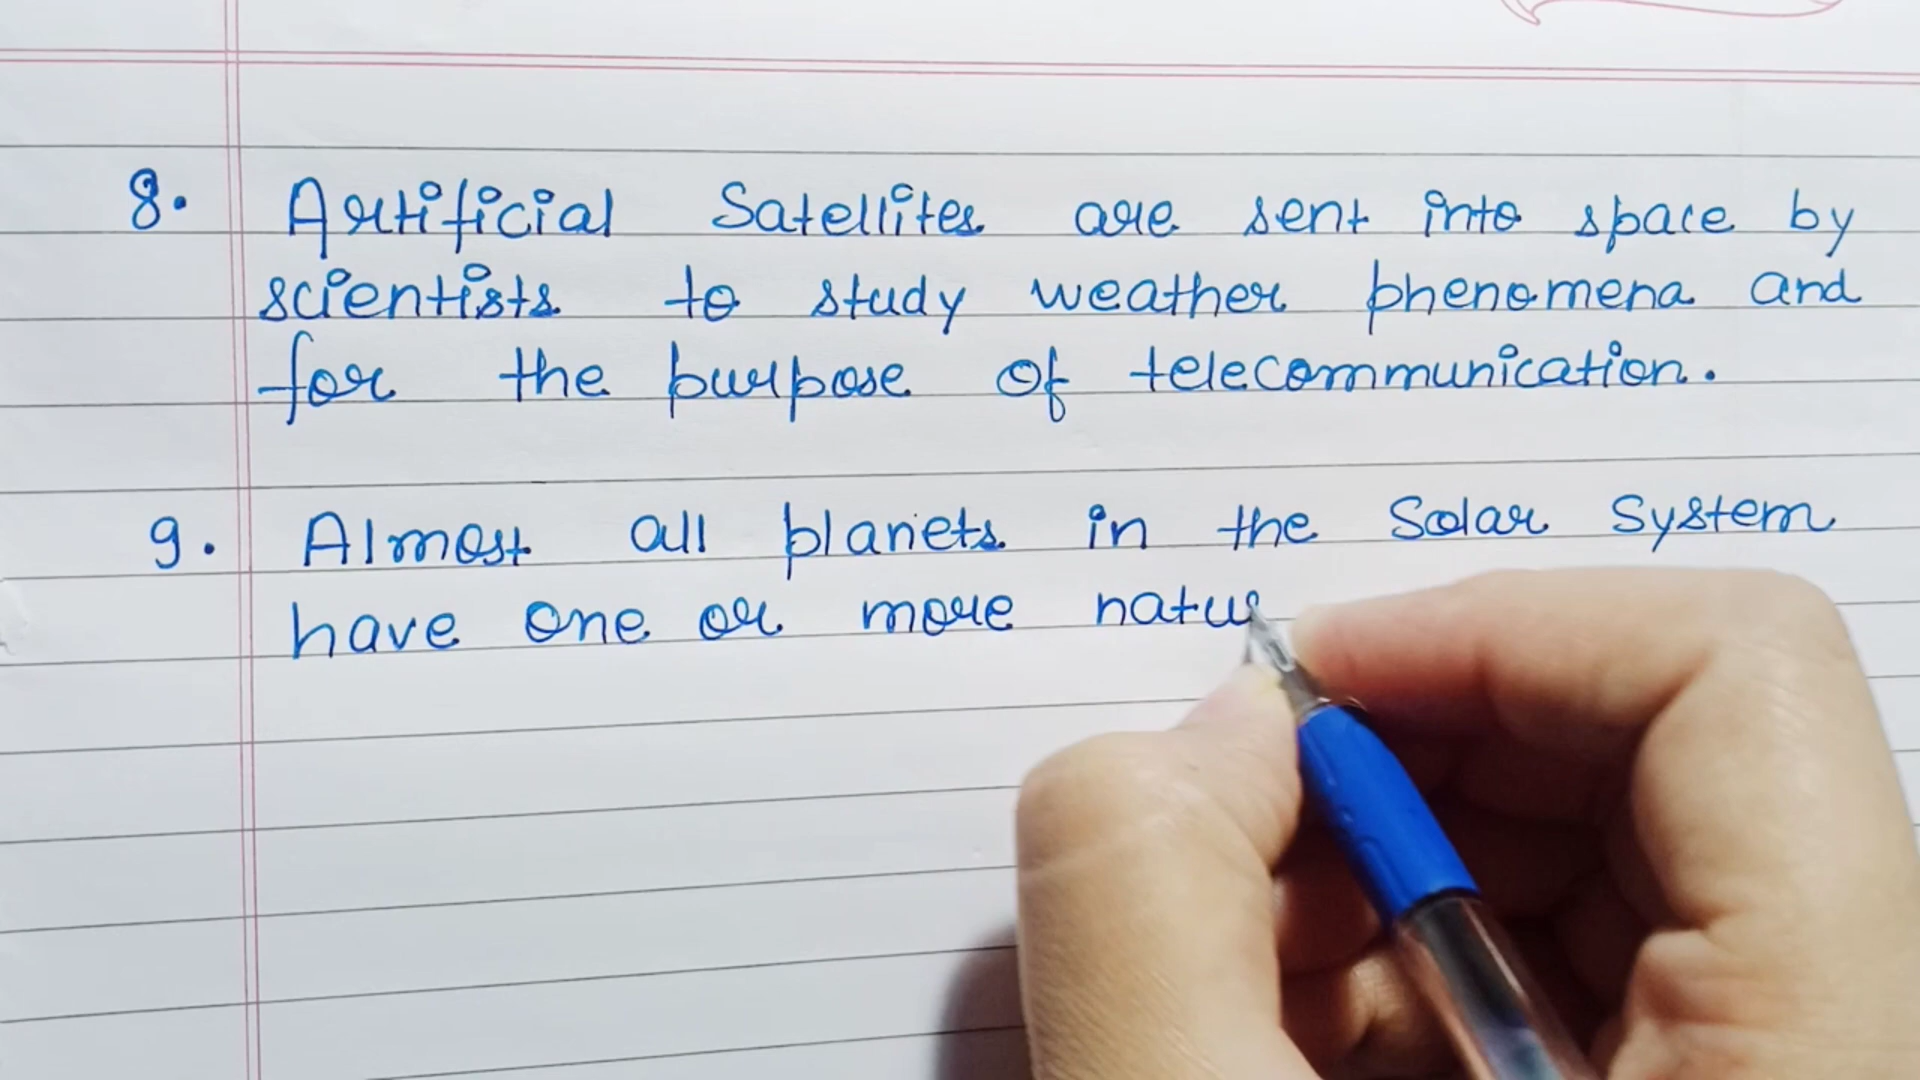 8. Artificial Satellites are sent into space by
scientists to study weather phenomena and
for the purpose of telecommunication.
9. Almost all planets in the Solar System
have one or more natu